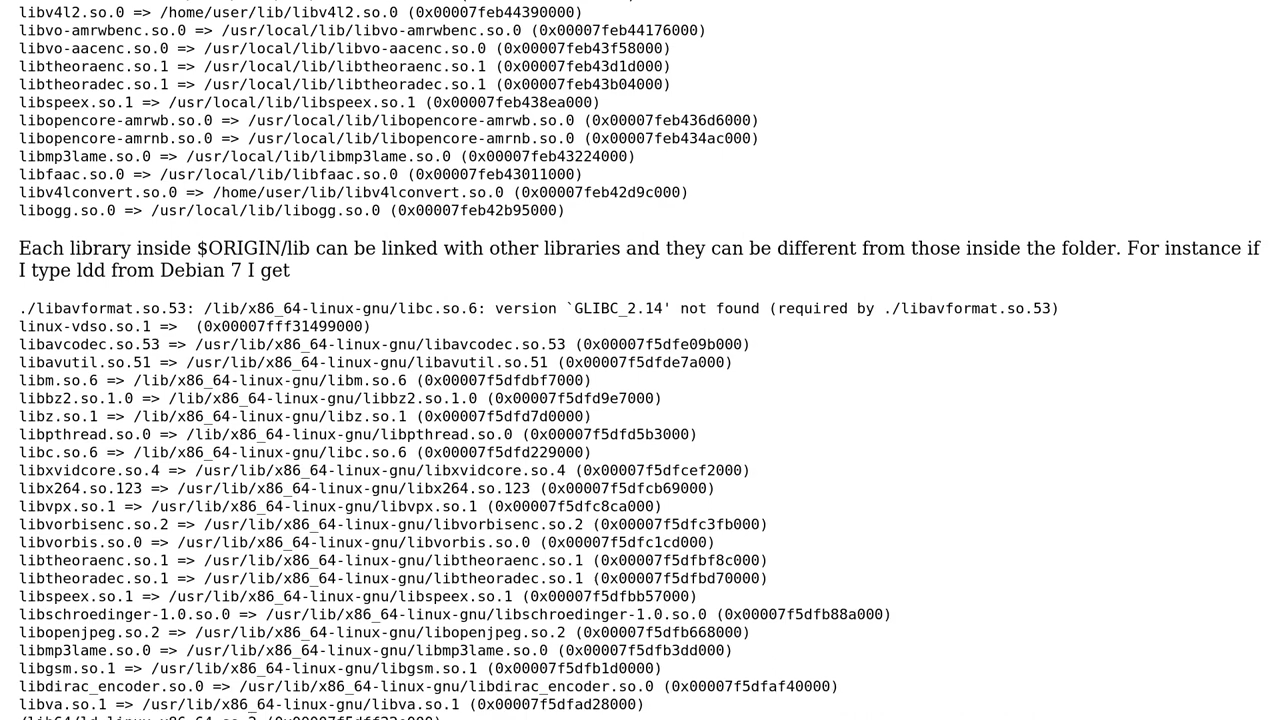 libv4l2.so.0 => /home/user/lib/libv4l2.so.0 (0x00007feb44390000)
libvo-amrwbenc.so.0 => /usr/local/lib/libvo-amrwbenc.so.0 (0x00007feb44176000)
libvo-aacenc.so.0 => /usr/local/lib/libvo-aacenc.so.0 (0x00007feb43f58000)
libtheoraenc.so.1 => /usr/local/lib/libtheoraenc.so.1 (0x00007feb43d1d000)
libtheoradec.so.1 => /usr/local/lib/libtheoradec.so.1 (0x00007feb43b04000)
libspeex.so.1 => /usr/local/lib/libspeex.so.1 (0x00007feb438ea000)
libopencore-amrwb.so.0 => /usr/local/lib/libopencore-amrwb.so.0 (0x00007feb436d6000)
libopencore-amrnb.so.0 => /usr/local/lib/libopencore-amrnb.so.0 (0x00007feb434ac000)
libmp3lame.so.0 => /usr/local/lib/libmp3lame.so.0 (0x00007feb43224000)
libfaac.so.0 => /usr/local/lib/libfaac.so.0 (0x00007feb43011000)
libv4lconvert.so.0 => /home/user/lib/libv4lconvert.so.0 (0x00007feb42d9c000)
libogg.so.0 => /usr/local/lib/libogg.so.0 (0x00007feb42b95000)
Each library inside $ORIGIN/lib can be linked with other libraries and they can be different from those inside the folder. For instance if
I type ldd from Debian 7 I get
./libavformat.so.53: /lib/x86_64-linux-gnu/libc.so.6: version `GLIBC_2.14' not found (required by ./libavformat.so.53)
linux-vdso.so.1 =>  (0x00007fff31499000)
libavcodec.so.53 => /usr/lib/x86_64-linux-gnu/libavcodec.so.53 (0x00007f5dfe09b000)
libavutil.so.51 => /usr/lib/x86_64-linux-gnu/libavutil.so.51 (0x00007f5dfde7a000)
libm.so.6 => /lib/x86_64-linux-gnu/libm.so.6 (0x00007f5dfdbf7000)
libbz2.so.1.0 => /lib/x86_64-linux-gnu/libbz2.so.1.0 (0x00007f5dfd9e7000)
libz.so.1 => /lib/x86_64-linux-gnu/libz.so.1 (0x00007f5dfd7d0000)
libpthread.so.0 => /lib/x86_64-linux-gnu/libpthread.so.0 (0x00007f5dfd5b3000)
libc.so.6 => /lib/x86_64-linux-gnu/libc.so.6 (0x00007f5dfd229000)
libxvidcore.so.4 => /usr/lib/x86_64-linux-gnu/libxvidcore.so.4 (0x00007f5dfcef2000)
libx264.so.123 => /usr/lib/x86_64-linux-gnu/libx264.so.123 (0x00007f5dfcb69000)
libvpx.so.1 => /usr/lib/x86_64-linux-gnu/libvpx.so.1 (0x00007f5dfc8ca000)
libvorbisenc.so.2 => /usr/lib/x86_64-linux-gnu/libvorbisenc.so.2 (0x00007f5dfc3fb000)
libvorbis.so.0 => /usr/lib/x86_64-linux-gnu/libvorbis.so.0 (0x00007f5dfc1cd000)
libtheoraenc.so.1 => /usr/lib/x86_64-linux-gnu/libtheoraenc.so.1 (0x00007f5dfbf8c000)
libtheoradec.so.1 => /usr/lib/x86_64-linux-gnu/libtheoradec.so.1 (0x00007f5dfbd70000)
libspeex.so.1 => /usr/lib/x86_64-linux-gnu/libspeex.so.1 (0x00007f5dfbb57000)
libschroedinger-1.0.so.0 => /usr/lib/x86_64-linux-gnu/libschroedinger-1.0.so.0 (0x00007f5dfb88a000)
libopenjpeg.so.2 => /usr/lib/x86_64-linux-gnu/libopenjpeg.so.2 (0x00007f5dfb668000)
libmp3lame.so.0 => /usr/lib/x86_64-linux-gnu/libmp3lame.so.0 (0x00007f5dfb3dd000)
libgsm.so.1 => /usr/lib/x86_64-linux-gnu/libgsm.so.1 (0x00007f5dfb1d0000)
libdirac_encoder.so.0 => /usr/lib/x86_64-linux-gnu/libdirac_encoder.so.0 (0x00007f5dfaf40000)
libva.so.1 => /usr/lib/x86_64-linux-gnu/libva.so.1 (0x00007f5dfad28000)